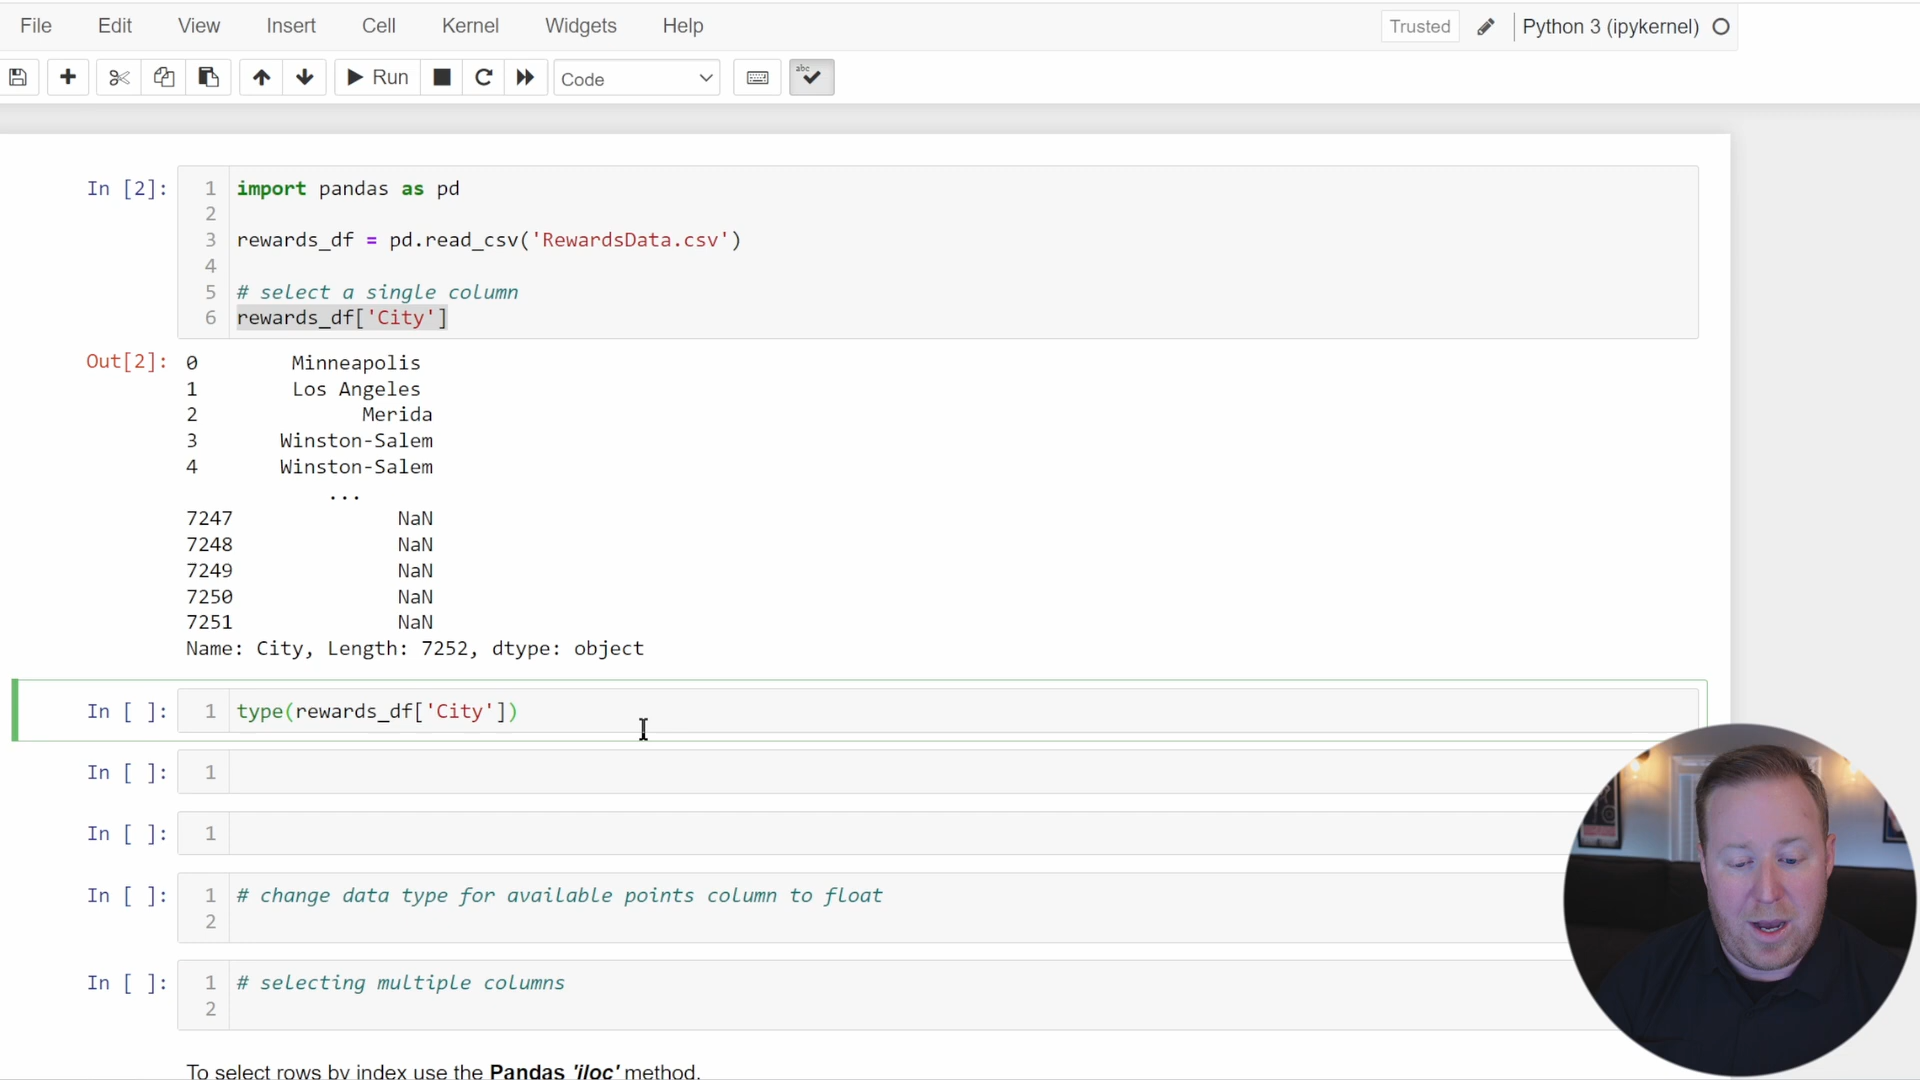 File Edit View Insert Cell Kernel Widgets Help Trusted Python 3 (ipykernel)
Run Code abc
In [2]: 1 import pandas as pd
2
3 rewards_df = pd.read_csv('RewardsData.csv')
4
5 # select a single column
6 rewards_df['City']
Out[2]: 0 Minneapolis
1 Los Angeles
2 Merida
3 Winston-Salem
4 Winston-Salem
...
7247 NaN
7248 NaN
7249 NaN
7250 NaN
7251 NaN
Name: City, Length: 7252, dtype: object
In [ ]: 1 type(rewards_df['City'])
In [ ]: 1
In [ ]: 1
In [ ]: 1 # change data type for available points column to float
2
In [ ]: 1 # selecting multiple columns
2
To select rows by index use the Pandas 'iloc' method.